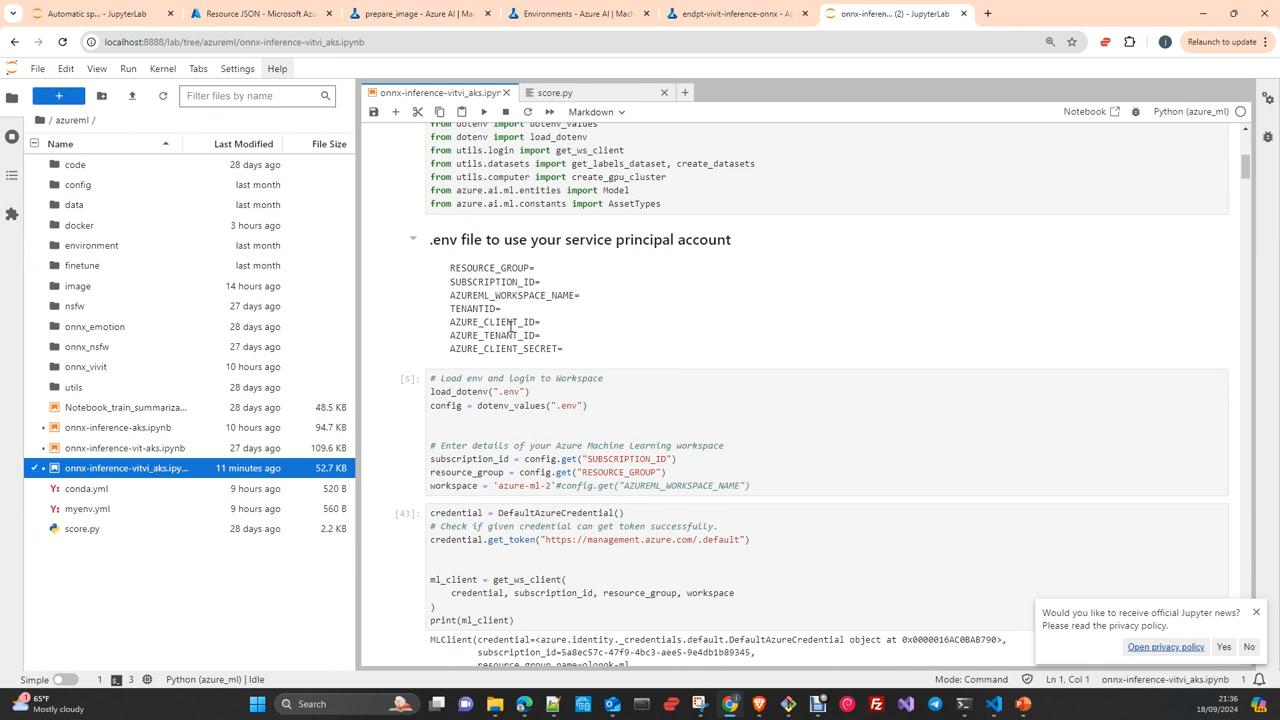 Automatic sp... - JupyterLab
Resource JSON - Microsoft Azu
prepare_image - Azure AI | Ma
Environments - Azure AI | Mach
endpt-vivit-inference-onnx - Az
onnx-inferen... (2) - JupyterLab
localhost:8888/lab/tree/azureml/onnx-inference-vitvi_aks.ipynb
Relaunch to update
File Edit View Run Kernel Tabs Settings Help
Filter files by name
/ azureml /
Name Last Modified File Size
code 28 days ago
config last month
data last month
docker 3 hours ago
environment last month
finetune last month
image 14 hours ago
nsfw 27 days ago
onnx_emotion 28 days ago
onnx_nsfw 28 days ago
onnx_vivit 10 hours ago
utils 28 days ago
Notebook_train_summariza... 28 days ago 48.5 KB
onnx-inference-aks.ipynb 10 hours ago 94.7 KB
onnx-inference-vit-aks.ipynb 27 days ago 109.6 KB
onnx-inference-vitvi_aks.ipy... 11 minutes ago 52.7 KB
conda.yml 9 hours ago 520 B
myenv.yml 9 hours ago 560 B
score.py 28 days ago 2.2 KB
onnx-inference-vitvi_aks.ipyn
score.py
Markdown
Notebook
Python (azure_ml)
from dotenv import dotenv_values
from dotenv import load_dotenv
from utils.login import get_ws_client
from utils.datasets import get_labels_dataset, create_datasets
from utils.computer import create_gpu_cluster
from azure.ai.ml.entities import Model
from azure.ai.ml.constants import AssetTypes
.env file to use your service principal account
RESOURCE_GROUP=
SUBSCRIPTION_ID=
AZUREML_WORKSPACE_NAME=
TENANTID=
AZURE_CLIENT_ID=
AZURE_TENANT_ID=
AZURE_CLIENT_SECRET=
[5]:
# Load env and login to Workspace
load_dotenv(".env")
config = dotenv_values(".env")
# Enter details of your Azure Machine Learning workspace
subscription_id = config.get("SUBSCRIPTION_ID")
resource_group = config.get("RESOURCE_GROUP")
workspace = 'azure-ml-2'#config.get("AZUREML_WORKSPACE_NAME")
[43]:
credential = DefaultAzureCredential()
# Check if given credential can get token successfully.
credential.get_token("https://management.azure.com/.default")
ml_client = get_ws_client(
credential, subscription_id, resource_group, workspace
)
print(ml_client)
MLClient(credential=<azure.identity._credentials.default.DefaultAzureCredential object at 0x0000016AC0BAB790>,
subscription_id=5a8ec57c-47f9-4bc3-aee5-9e4db1b89345,
resource_group_name=olonok-ml,
Would you like to receive official Jupyter news?
Please read the privacy policy.
Open privacy policy
Yes
No
Simple
1
3
Python (azure_ml) | Idle
Mode: Command
Ln 1, Col 1
onnx-inference-vitvi_aks.ipynb
1
65°F
Mostly cloudy
Search
21:36
18/09/2024